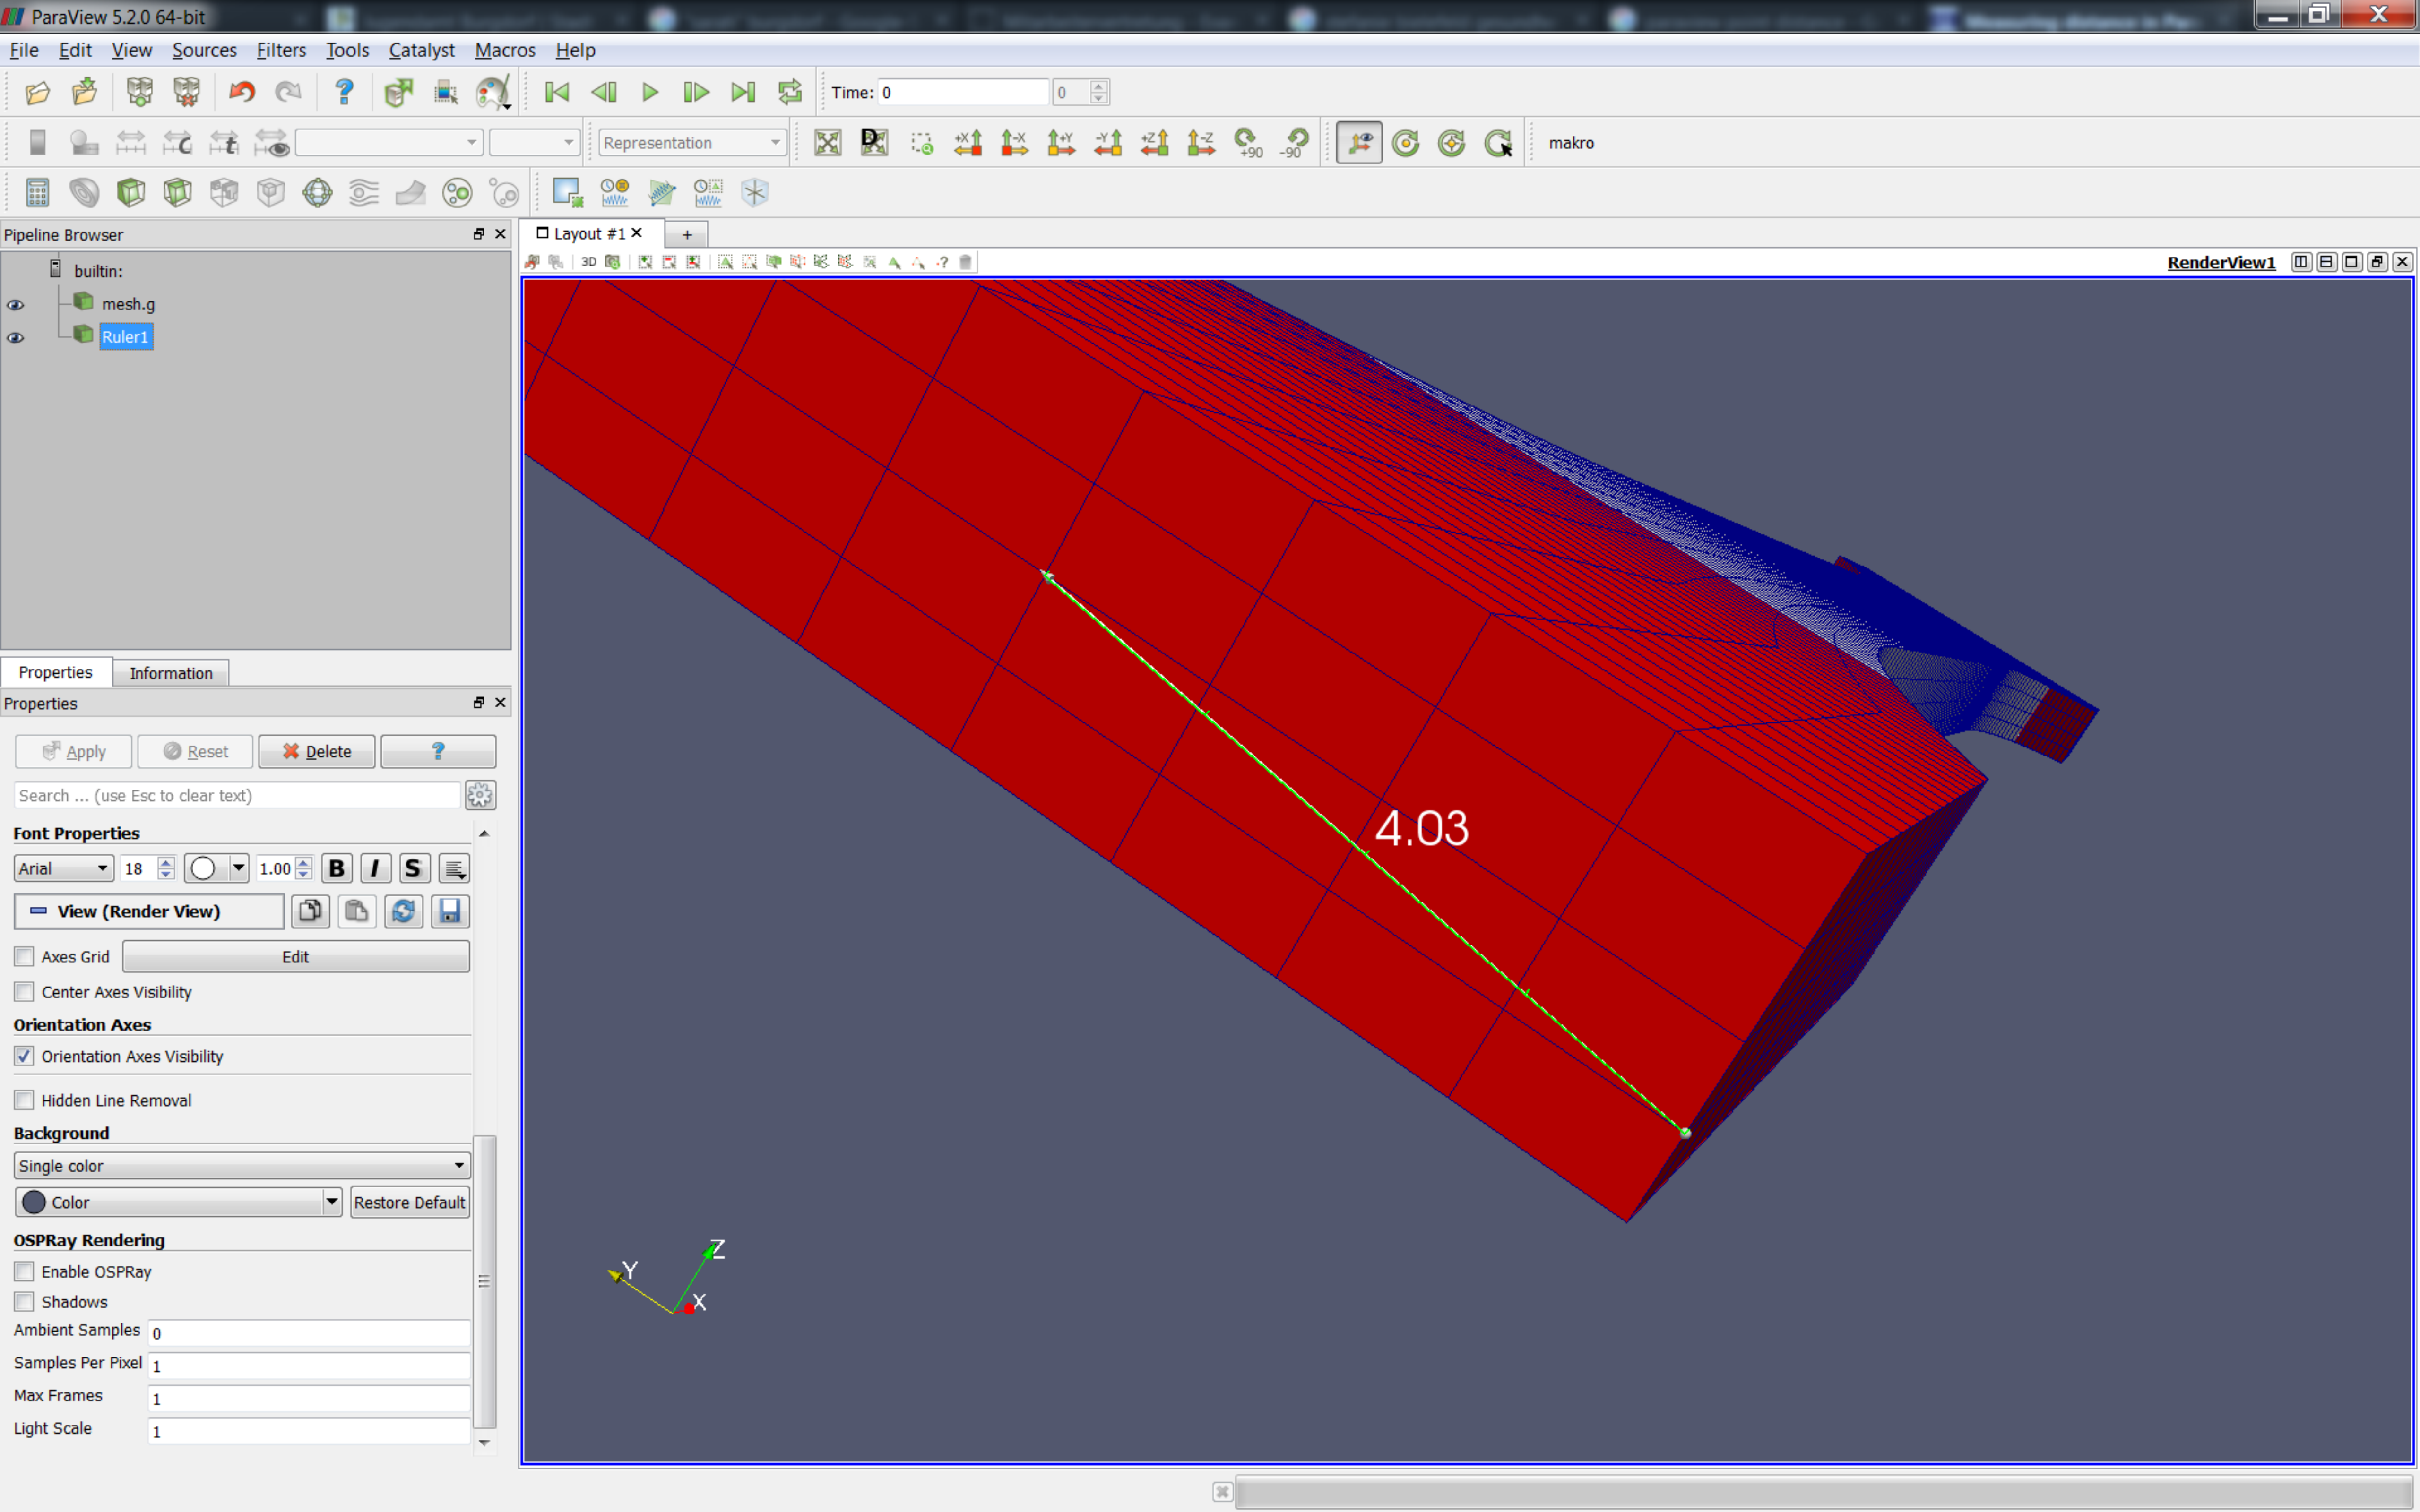 ParaView 5.2.0 64-bit
File Edit View Sources Filters Tools Catalyst Macros Help
Time: 0 0
Representation +X -X +Y -Y +Z -Z +90 -90 makro
Pipeline Browser
Layout #1 +
3D RenderView1
builtin:
mesh.g
Ruler1
Properties Information
Properties
Apply Reset Delete ?
Search ... (use Esc to clear text)
Font Properties
Arial 18 1.00 B I S
View (Render View)
Axes Grid Edit
Center Axes Visibility
Orientation Axes
Orientation Axes Visibility
Hidden Line Removal
Background
Single color
Color Restore Default
OSPRay Rendering
Enable OSPRay
Shadows
Ambient Samples 0
Samples Per Pixel 1
Max Frames 1
Light Scale 1
4.03
Z
Y
X